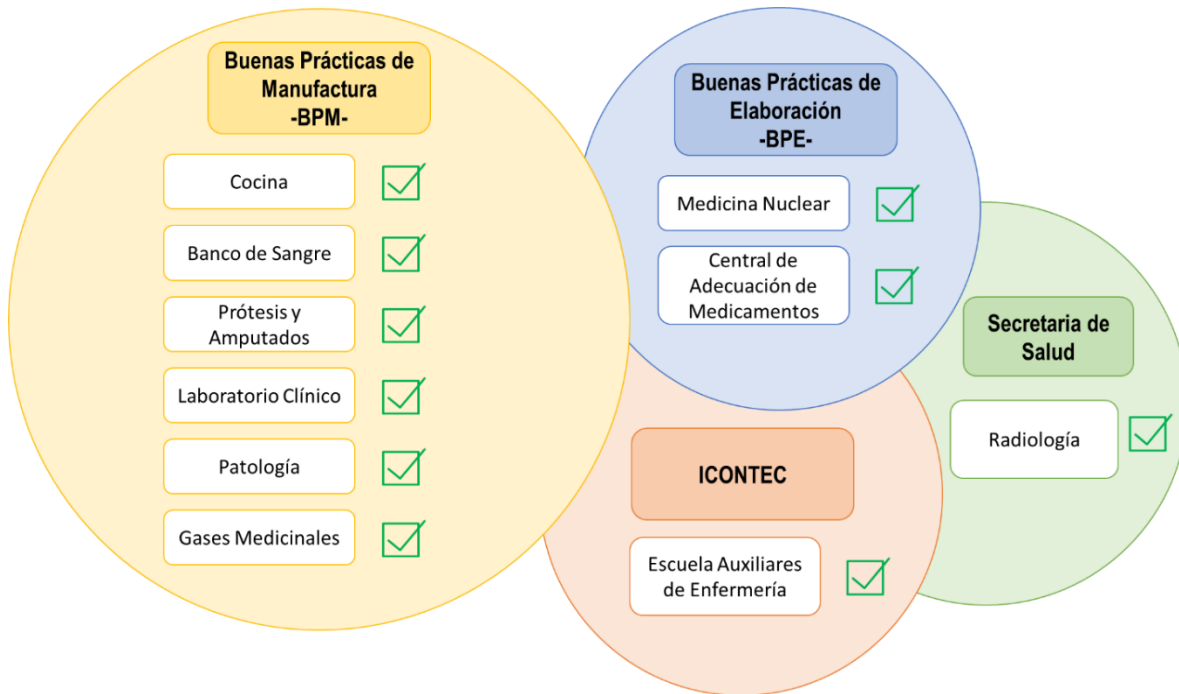 Buenas Prácticas de
Manufactura
-BPM-
Cocina
Banco de Sangre
Prótesis y
Amputados
Laboratorio Clínico
Patología
Gases Medicinales
Buenas Prácticas de
Elaboración
-BPE-
Medicina Nuclear
Central de
Adecuación de
Medicamentos
ICONTEC
Escuela Auxiliares
de Enfermería
Secretaria de
Salud
Radiología